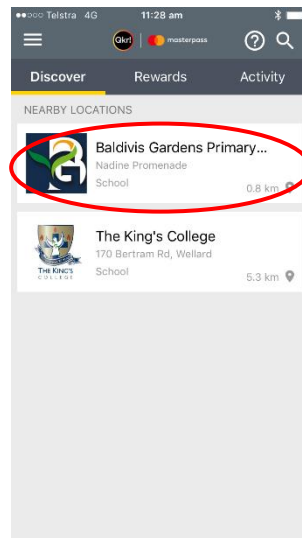 Telstra 4G 11:28 am
Qkr! masterpass
Discover Rewards Activity
NEARBY LOCATIONS
Baldivis Gardens Primary...
Nadine Promenade
School 0.8 km
The King's College
170 Bertram Rd, Wellard
THE KING'S
COLLEGE
School 5.3 km